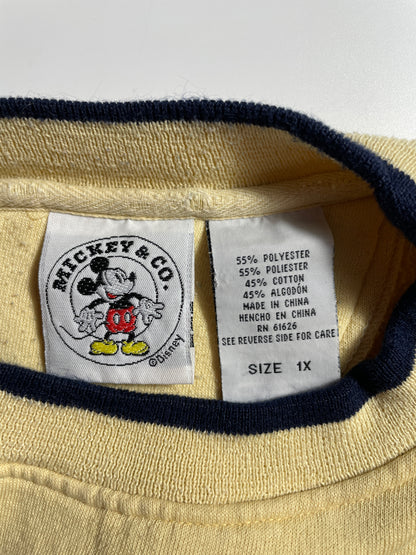 MICKEY & CO.
©Disney
55% POLYESTER
55% POLIESTER
45% COTTON
45% ALGODÓN
MADE IN CHINA
HENCHO EN CHINA
RN 61626
SEE REVERSE SIDE FOR CARE
SIZE 1X